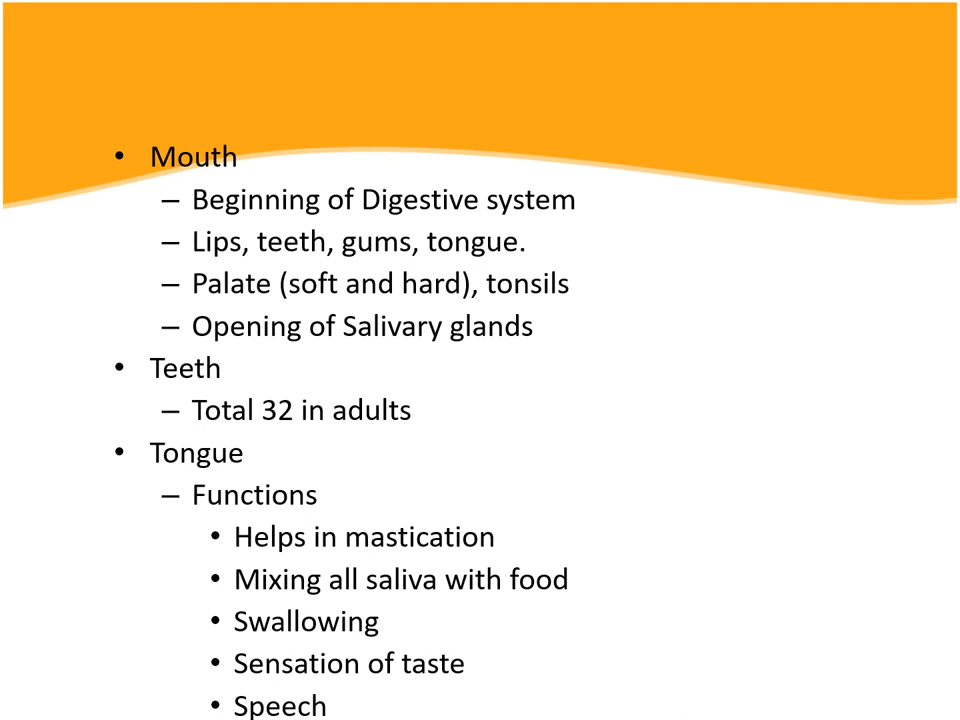 • Mouth
– Beginning of Digestive system
– Lips, teeth, gums, tongue.
– Palate (soft and hard), tonsils
– Opening of Salivary glands
• Teeth
– Total 32 in adults
• Tongue
– Functions
• Helps in mastication
• Mixing all saliva with food
• Swallowing
• Sensation of taste
• Speech